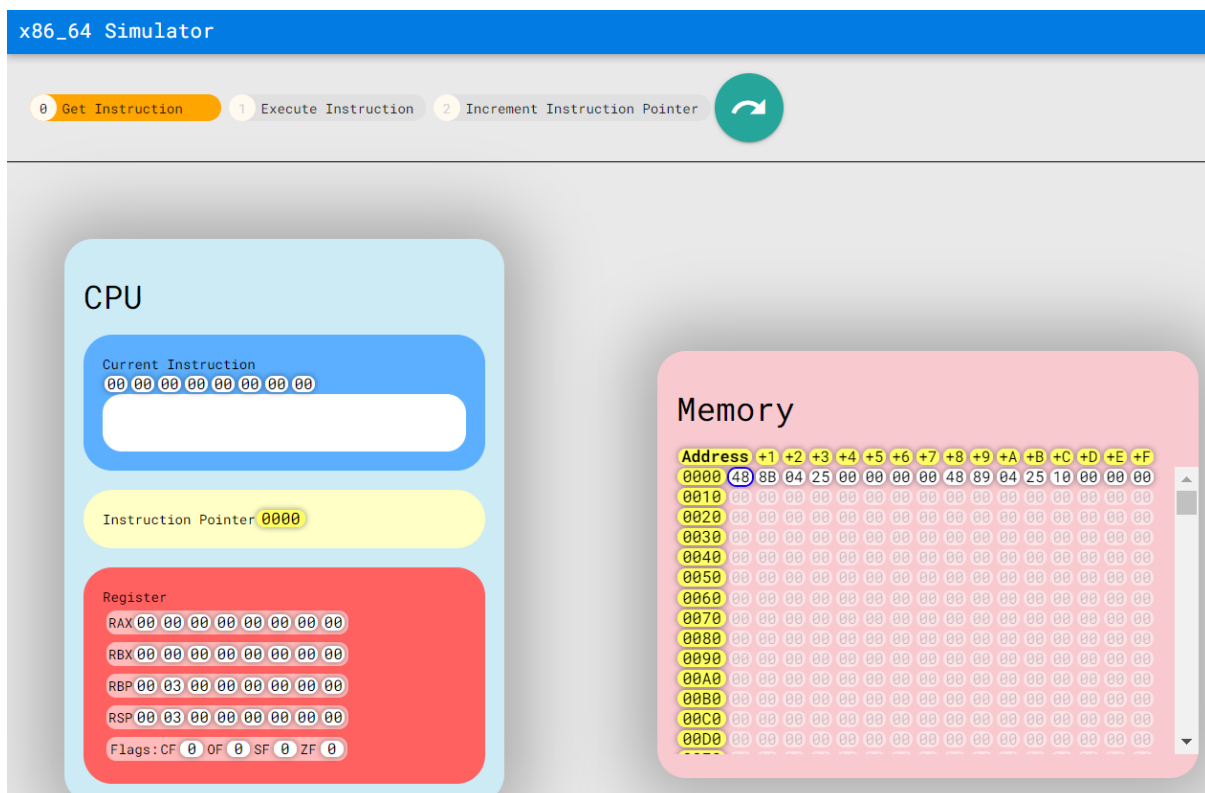 x86_64 Simulator
0 Get Instruction 1 Execute Instruction 2 Increment Instruction Pointer
CPU
Current Instruction
00 00 00 00 00 00 00 00
Instruction Pointer 0000
Register
RAX 00 00 00 00 00 00 00 00
RBX 00 00 00 00 00 00 00 00
RBP 00 03 00 00 00 00 00 00
RSP 00 03 00 00 00 00 00 00
Flags: CF 0 OF 0 SF 0 ZF 0
Memory
Address +1 +2 +3 +4 +5 +6 +7 +8 +9 +A +B +C +D +E +F
0000 48 8B 04 25 00 00 00 00 48 89 04 25 10 00 00 00
0010 00 00 00 00 00 00 00 00 00 00 00 00 00 00 00 00
0020 00 00 00 00 00 00 00 00 00 00 00 00 00 00 00 00
0030 00 00 00 00 00 00 00 00 00 00 00 00 00 00 00 00
0040 00 00 00 00 00 00 00 00 00 00 00 00 00 00 00 00
0050 00 00 00 00 00 00 00 00 00 00 00 00 00 00 00 00
0060 00 00 00 00 00 00 00 00 00 00 00 00 00 00 00 00
0070 00 00 00 00 00 00 00 00 00 00 00 00 00 00 00 00
0080 00 00 00 00 00 00 00 00 00 00 00 00 00 00 00 00
0090 00 00 00 00 00 00 00 00 00 00 00 00 00 00 00 00
00A0 00 00 00 00 00 00 00 00 00 00 00 00 00 00 00 00
00B0 00 00 00 00 00 00 00 00 00 00 00 00 00 00 00 00
00C0 00 00 00 00 00 00 00 00 00 00 00 00 00 00 00 00
00D0 00 00 00 00 00 00 00 00 00 00 00 00 00 00 00 00